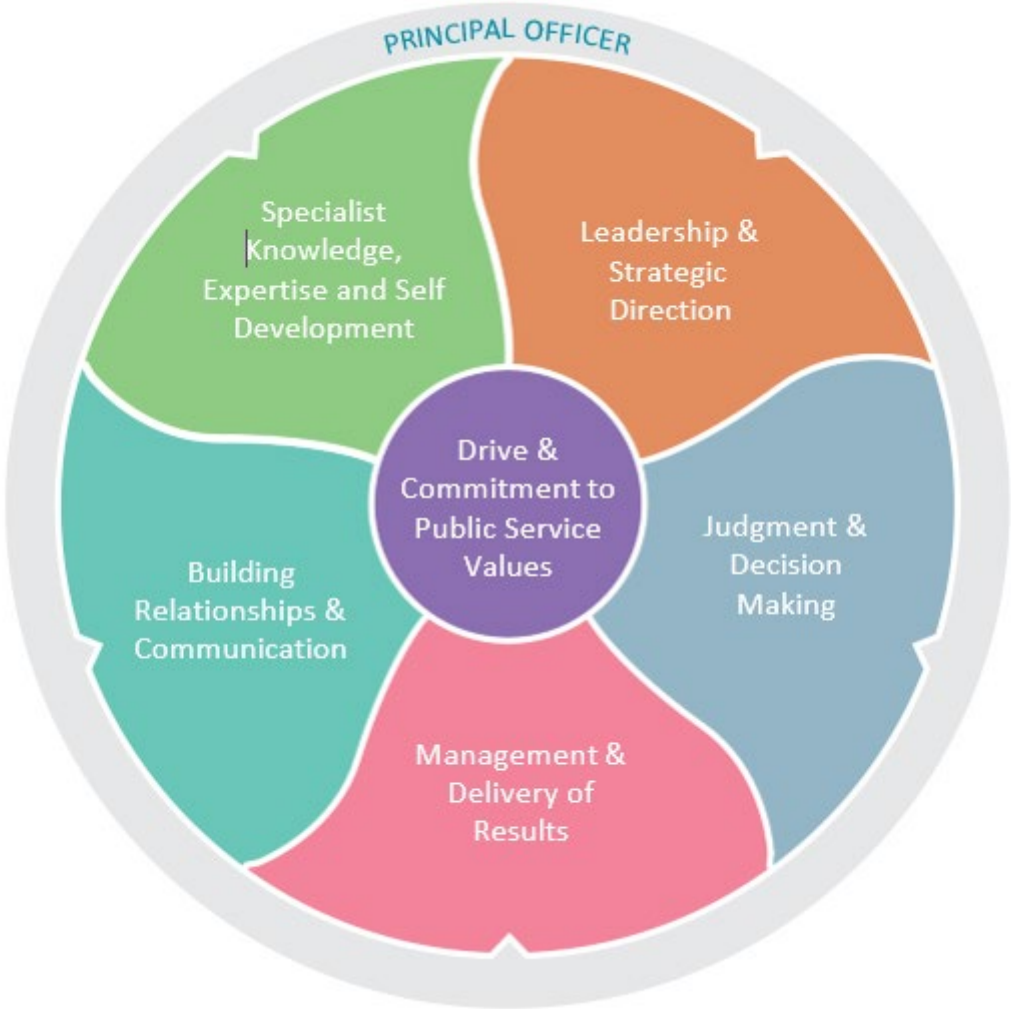 PRINCIPAL OFFICER
Specialist
Knowledge,
Expertise and Self
Development
Leadership &
Strategic
Direction
Drive &
Commitment to
Public Service
Values
Judgment &
Decision
Making
Building
Relationships &
Communication
Management &
Delivery of
Results